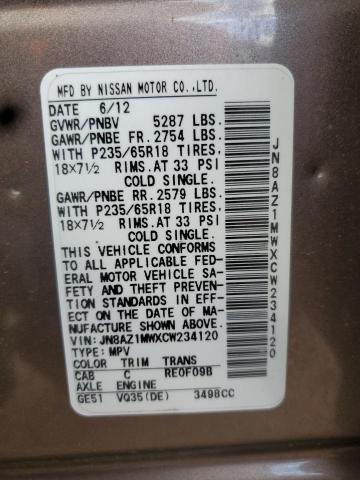 MFD BY NISSAN MOTOR CO.,LTD.
DATE 6/12
GVWR/PNBV 5287 LBS.
GAWR/PNBE FR. 2754 LBS.
WITH P235/65R18 TIRES,
18X7½ RIMS.AT 33 PSI
COLD SINGLE.
GAWR/PNBE RR. 2579 LBS.
WITH P235/65R18 TIRES,
18X7½ RIMS.AT 33 PSI
COLD SINGLE.
THIS VEHICLE CONFORMS
TO ALL APPLICABLE FED-
ERAL MOTOR VEHICLE SA-
FETY AND THEFT PREVENTION
STANDARDS IN EFF-
ECT ON THE DATE OF MA-
NUFACTURE SHOWN ABOVE.
VIN: JN8AZ1MWXCW234120
TYPE: MPV
COLOR TRIM TRANS
CAB C RE0F09B
AXLE ENGINE
GE51 VQ35(DE) 3498CC
JN8AZ1MWXCW234120